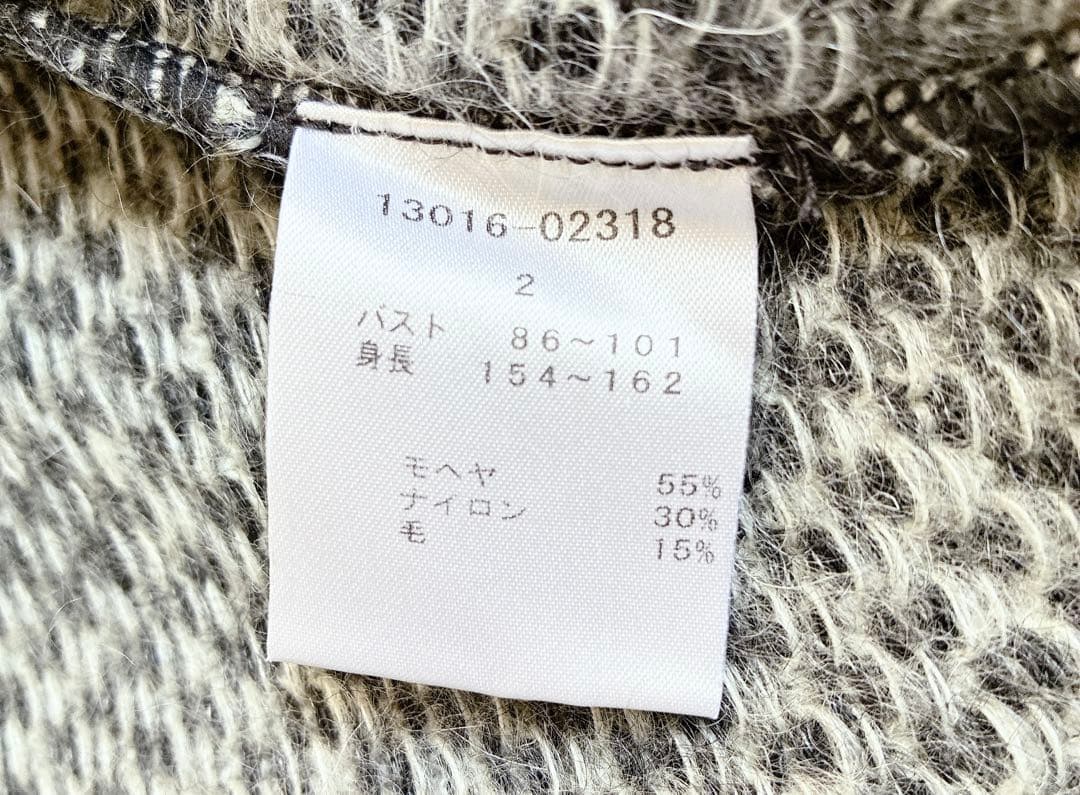 13016-02318
2
バスト 86～101
身長 154～162
モヘヤ 55%
ナイロン 30%
毛 15%